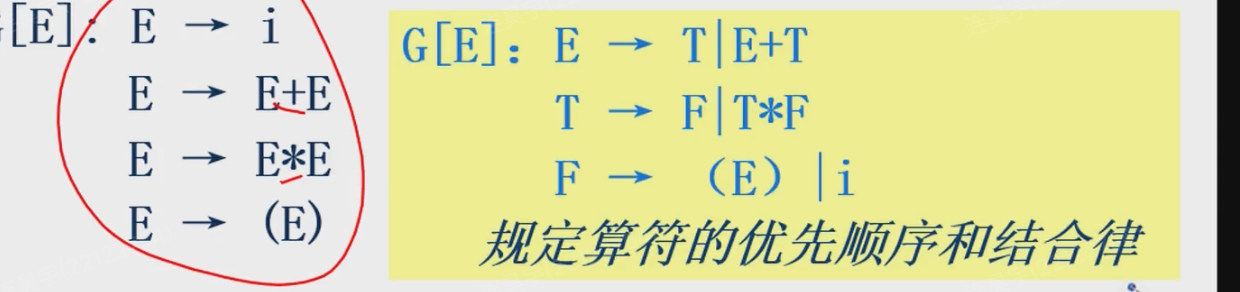 [E]: E → i
E → E+E
E → E*E
E → (E)
G[E]: E → T|E+T
T → F|T*F
F → (E)|i
规定算符的优先顺序和结合律